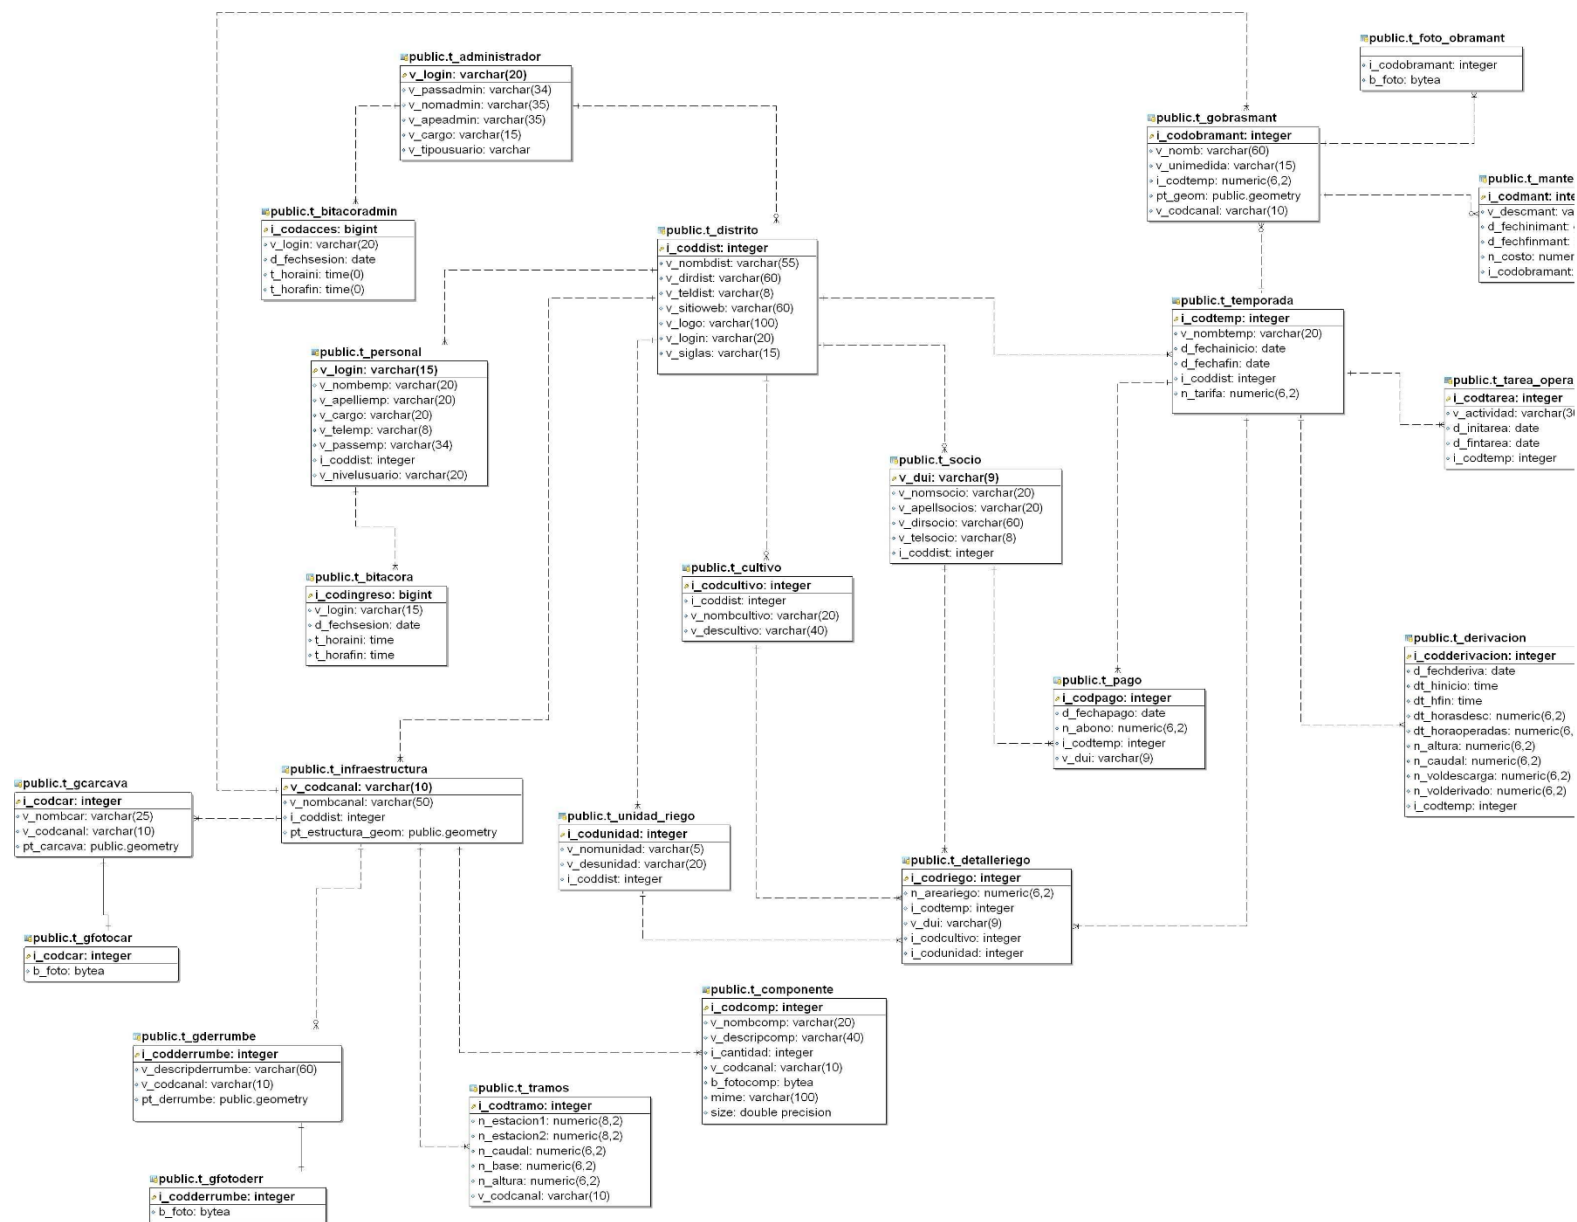 public.t_administrador
v_login: varchar(20)
v_passadmin: varchar(34)
v_nomadmin: varchar(35)
v_apeadmin: varchar(35)
v_cargo: varchar(15)
v_tipousuario: varchar
public.t_foto_obramant
i_codobramant: integer
b_foto: bytea
public.t_gobrasmant
i_codobramant: integer
v_nomb: varchar(60)
v_unimedida: varchar(15)
i_codtemp: numeric(6,2)
pt_geom: public.geometry
v_codcanal: varchar(10)
public.t_mante
i_codmant: inte
v_descmant: va
d_fechinimant:
d_fechfinmant:
n_costo: numer
i_codobramant:
public.t_bitacoradmin
i_codacces: bigint
v_login: varchar(20)
d_fechsesion: date
t_horaini: time(0)
t_horafin: time(0)
public.t_distrito
i_coddist: integer
v_nombdist: varchar(55)
v_dirdist: varchar(60)
v_teldist: varchar(8)
v_sitioweb: varchar(60)
v_logo: varchar(100)
v_login: varchar(20)
v_siglas: varchar(15)
public.t_temporada
i_codtemp: integer
v_nombtemp: varchar(20)
d_fechainicio: date
d_fechafin: date
i_coddist: integer
n_tarifa: numeric(6,2)
public.t_personal
v_login: varchar(15)
v_nombemp: varchar(20)
v_apelliemp: varchar(20)
v_cargo: varchar(20)
v_telemp: varchar(8)
v_passemp: varchar(34)
i_coddist: integer
v_nivelusuario: varchar(20)
public.t_tarea_opera
i_codtarea: integer
v_actividad: varchar(30
d_initarea: date
d_fintarea: date
i_codtemp: integer
public.t_socio
v_dui: varchar(9)
v_nomsocio: varchar(20)
v_apellsocios: varchar(20)
v_dirsocio: varchar(60)
v_telsocio: varchar(8)
i_coddist: integer
public.t_cultivo
i_codcultivo: integer
i_coddist: integer
v_nombcultivo: varchar(20)
v_descultivo: varchar(40)
public.t_bitacora
i_codingreso: bigint
v_login: varchar(15)
d_fechsesion: date
t_horaini: time
t_horafin: time
public.t_derivacion
i_codderivacion: integer
d_fechderiva: date
dt_hinicio: time
dt_hfin: time
dt_horasdesc: numeric(6,2)
dt_horaoperadas: numeric(6,
n_altura: numeric(6,2)
n_caudal: numeric(6,2)
n_voldescarga: numeric(6,2)
n_volderivado: numeric(6,2)
i_codtemp: integer
public.t_pago
i_codpago: integer
d_fechapago: date
n_abono: numeric(6,2)
i_codtemp: integer
v_dui: varchar(9)
public.t_infraestructura
v_codcanal: varchar(10)
v_nombcanal: varchar(50)
i_coddist: integer
pt_estructura_geom: public.geometry
public.t_gcarcava
i_codcar: integer
v_nombcar: varchar(25)
v_codcanal: varchar(10)
pt_carcava: public.geometry
public.t_unidad_riego
i_codunidad: integer
v_nomunidad: varchar(5)
v_desunidad: varchar(20)
i_coddist: integer
public.t_detalleriego
i_codriego: integer
n_areariego: numeric(6,2)
i_codtemp: integer
v_dui: varchar(9)
i_codcultivo: integer
i_codunidad: integer
public.t_gfotocar
i_codcar: integer
b_foto: bytea
public.t_componente
i_codcomp: integer
v_nombcomp: varchar(20)
v_descripcomp: varchar(40)
i_cantidad: integer
v_codcanal: varchar(10)
b_fotocomp: bytea
mime: varchar(100)
size: double precision
public.t_gderrumbe
i_codderrumbe: integer
v_descripderrumbe: varchar(60)
v_codcanal: varchar(10)
pt_derrumbe: public.geometry
public.t_tramos
i_codtramo: integer
n_estacion1: numeric(8,2)
n_estacion2: numeric(8,2)
n_caudal: numeric(6,2)
n_base: numeric(6,2)
n_altura: numeric(6,2)
v_codcanal: varchar(10)
public.t_gfotoderr
i_codderrumbe: integer
b_foto: bytea